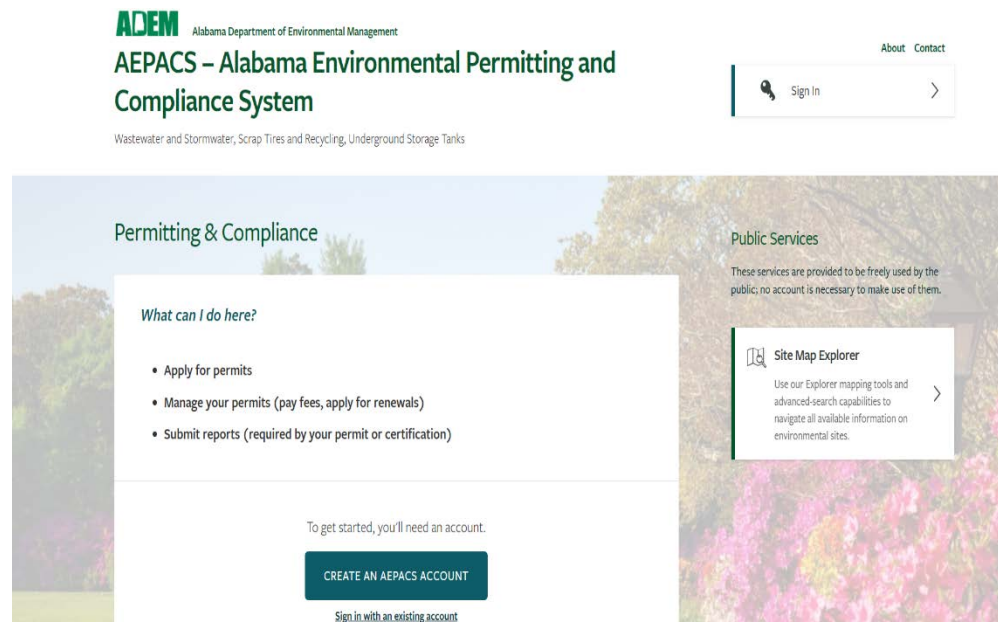 ADEM Alabama Department of Environmental Management
AEPACS – Alabama Environmental Permitting and
Compliance System
Wastewater and Stormwater, Scrap Tires and Recycling, Underground Storage Tanks
About Contact
Sign In
Permitting & Compliance
What can I do here?
• Apply for permits
• Manage your permits (pay fees, apply for renewals)
• Submit reports (required by your permit or certification)
To get started, you'll need an account.
CREATE AN AEPACS ACCOUNT
Sign in with an existing account
Public Services
These services are provided to be freely used by the
public; no account is necessary to make use of them.
Site Map Explorer
Use our Explorer mapping tools and
advanced-search capabilities to
navigate all available information on
environmental sites.